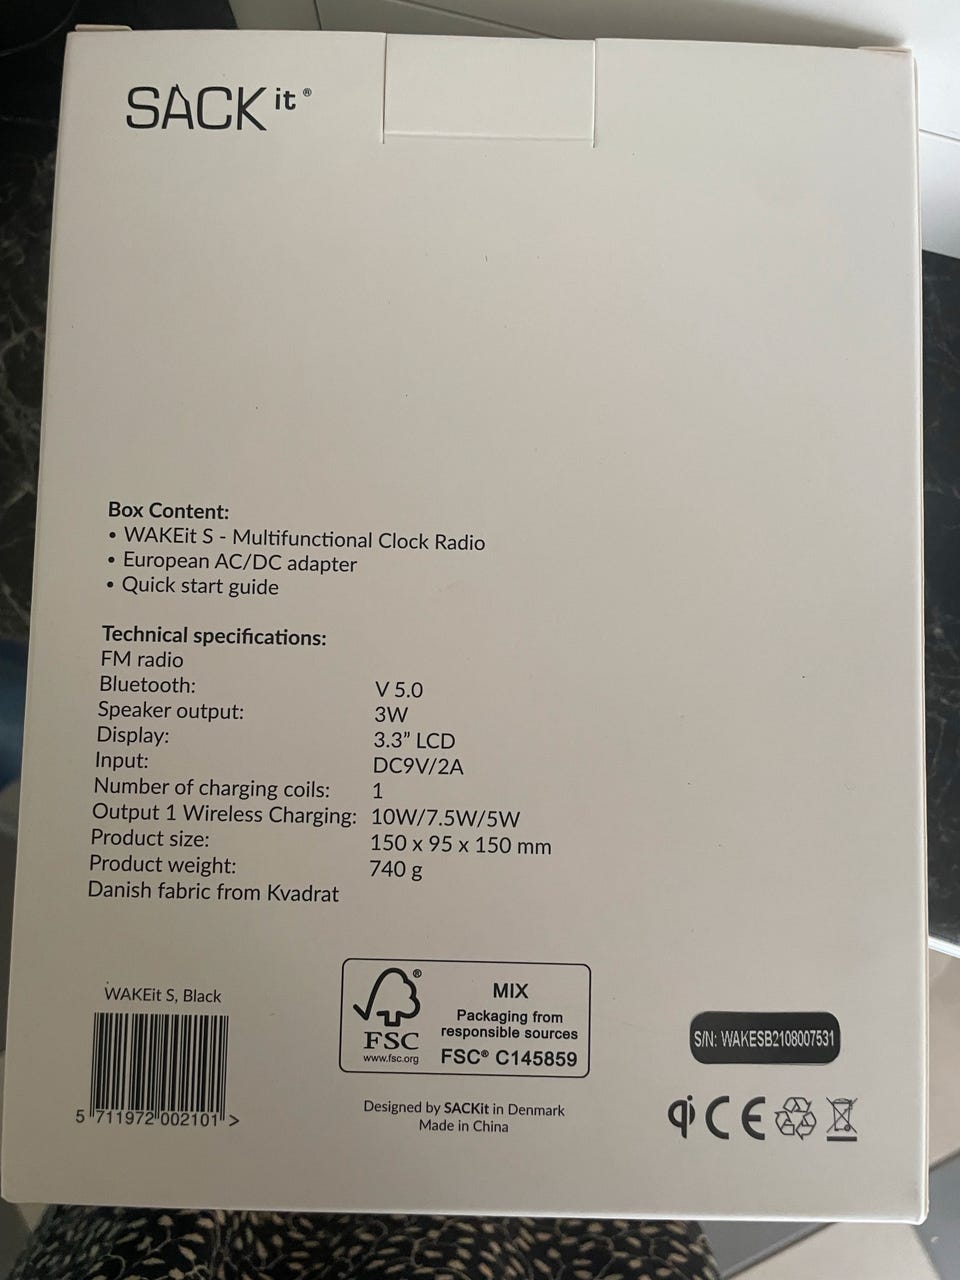 SACKit®
Box Content:
• WAKEit S - Multifunctional Clock Radio
• European AC/DC adapter
• Quick start guide
Technical specifications:
FM radio
Bluetooth: V 5.0
Speaker output: 3W
Display: 3.3” LCD
Input: DC9V/2A
Number of charging coils: 1
Output 1 Wireless Charging: 10W/7.5W/5W
Product size: 150 x 95 x 150 mm
Product weight: 740 g
Danish fabric from Kvadrat
WAKEit S, Black
5 711972 002101 >
®
FSC
www.fsc.org
MIX
Packaging from
responsible sources
FSC® C145859
Designed by SACKit in Denmark
Made in China
S/N: WAKESB2108007531
qi CE